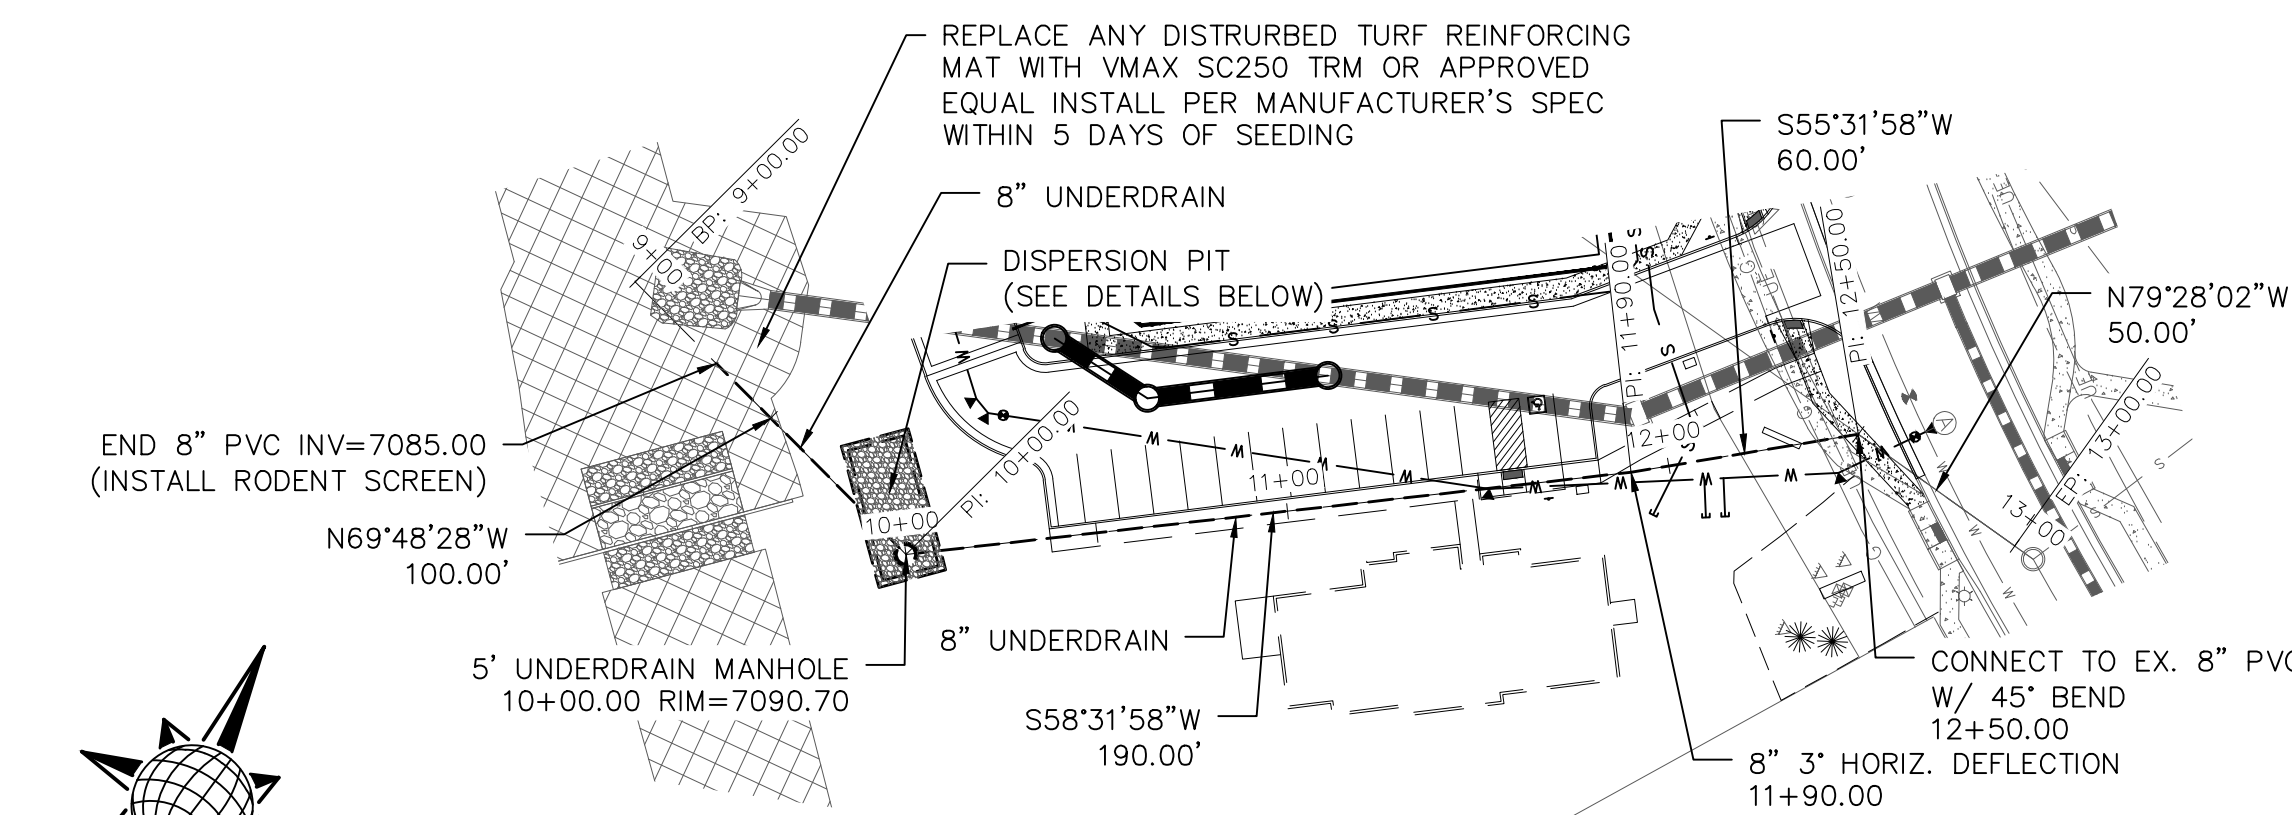 REPLACE ANY DISTRURBED TURF REINFORCING
MAT WITH VMAX SC250 TRM OR APPROVED
EQUAL INSTALL PER MANUFACTURER'S SPEC
WITHIN 5 DAYS OF SEEDING
8" UNDERDRAIN
DISPERSION PIT
(SEE DETAILS BELOW)
S55°31'58"W
60.00'
N79°28'02"W
50.00'
BP: 9+00.00
9+00
END 8" PVC INV=7085.00
(INSTALL RODENT SCREEN)
N69°48'28"W
100.00'
10+00
PI: 10+00.00
11+00
PI: 11+90.00
12+00
PI: 12+50.00
13+00
EP: 13+00.00
5' UNDERDRAIN MANHOLE
10+00.00 RIM=7090.70
8" UNDERDRAIN
S58°31'58"W
190.00'
CONNECT TO EX. 8" PVC
W/ 45° BEND
12+50.00
8" 3° HORIZ. DEFLECTION
11+90.00
W
W
W
W
W
W
W
W
W
W
S
S
S
S
S
S
S
S
UE
UE
UE
G
G
G
A